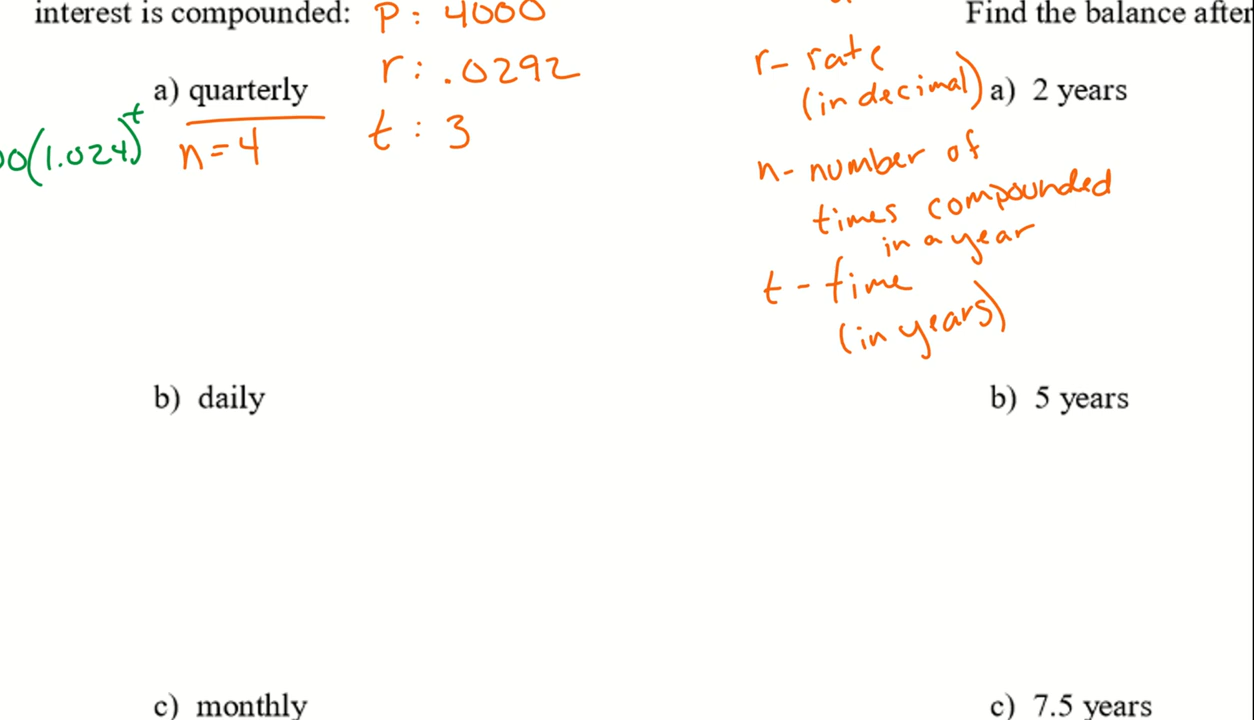 interest is compounded: P: 4000
r: .0292
a) quarterly
t: 3
n=4
0(1.024)^t
r- rate
(in decimal)
n- number of
times compounded
in a year
t - time
(in years)
b) daily
c) monthly
Find the balance after
a) 2 years
b) 5 years
c) 7.5 years